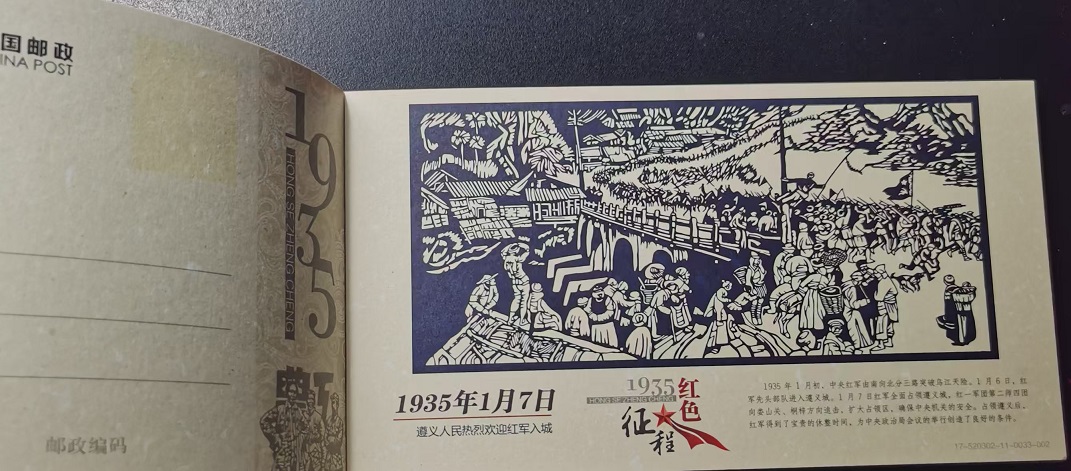 国邮政
INA POST
1935
HONG SE ZHENG CHENG
邮政编码
1935年1月7日
遵义人民热烈欢迎红军入城
1935
HONG SE ZHENG CHENG
红色
征程
1935 年 1 月初,中央红军由南向北分三路突破乌江天险。1 月 6 日,红
军先头部队进入遵义城。1 月 7 日红军全面占领遵义城,红一军团第二师四团
向娄山关、桐梓方向追击,扩大占领区,确保中央机关的安全。占领遵义后,
红军得到了宝贵的休整时间,为中央政治局会议的举行创造了良好的条件。
17-520302-11-0033-002